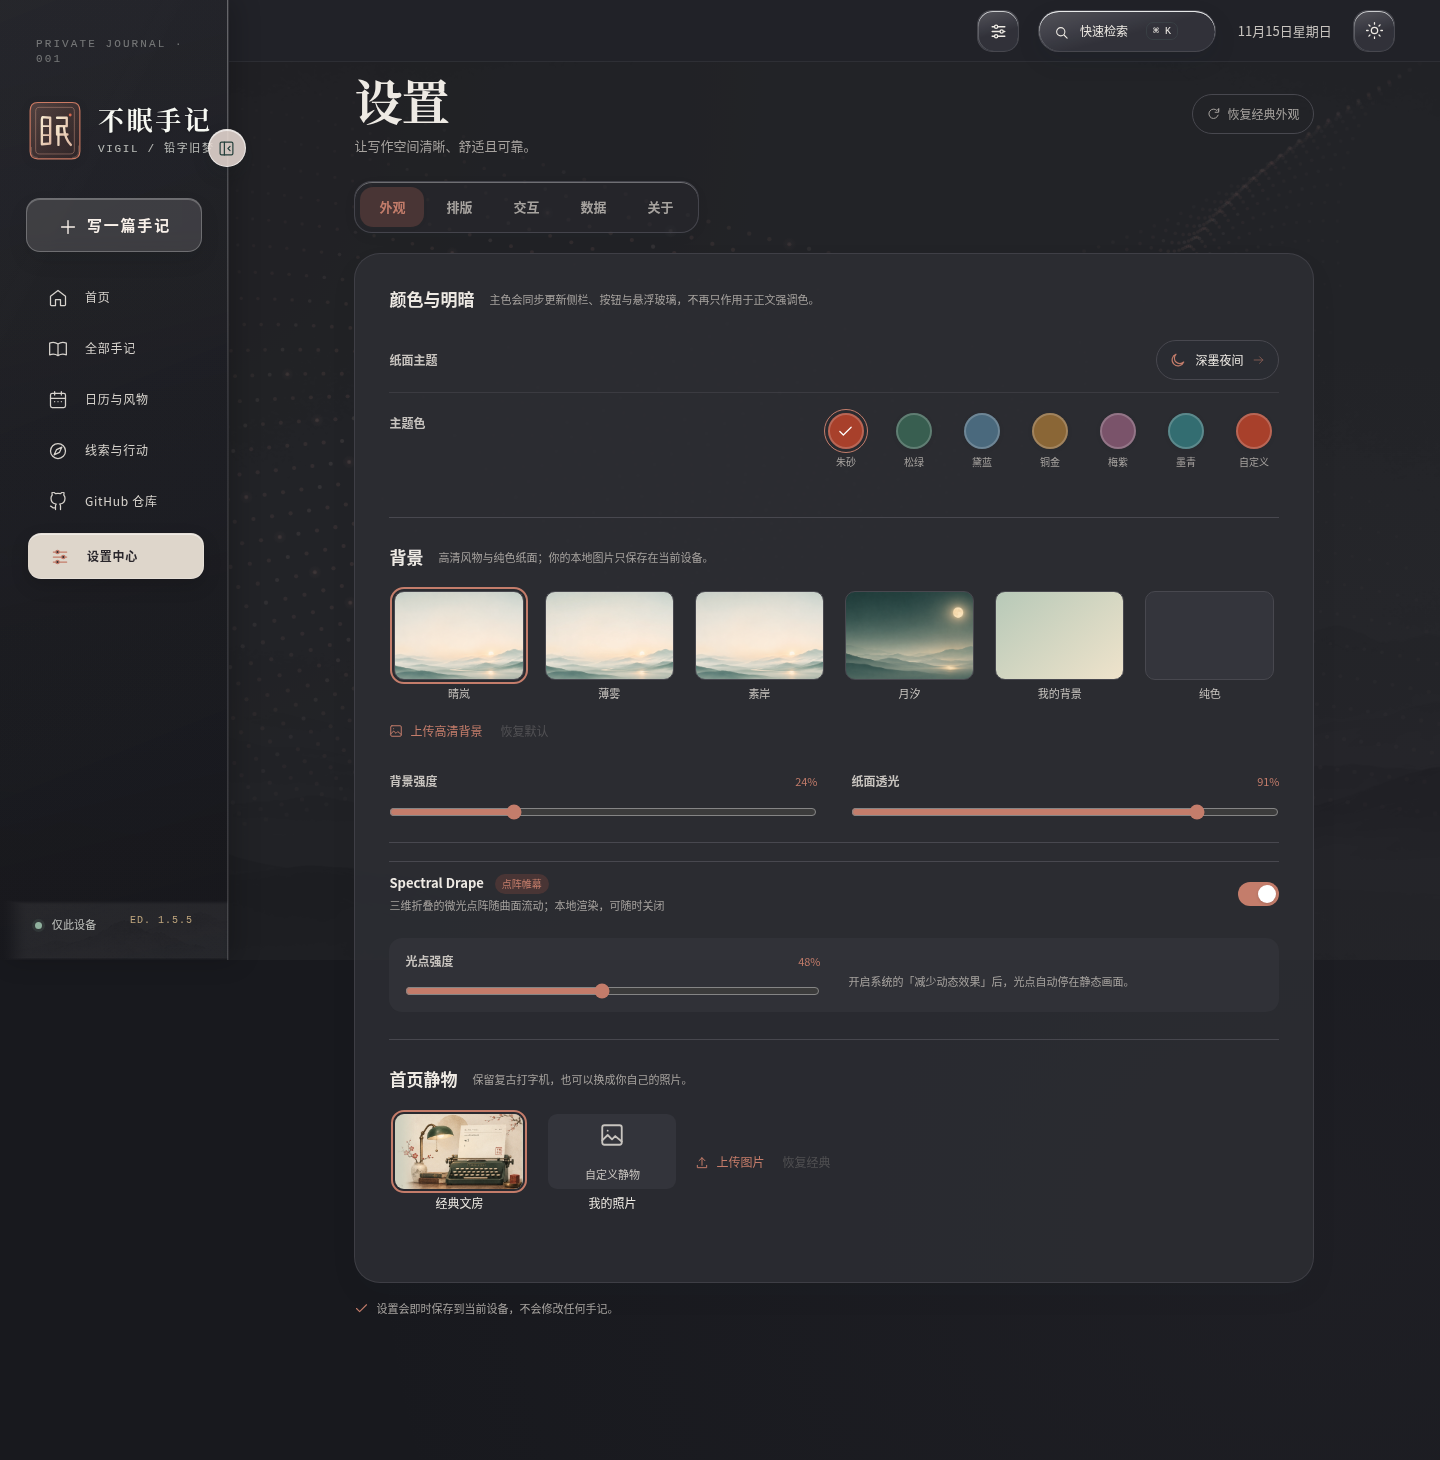 PRIVATE JOURNAL ·
001
眠
不眠手记
VIGIL / 铅字旧
写一篇手记
首页
全部手记
日历与风物
线索与行动
GitHub 仓库
设置中心
仅此设备
ED. 1.5.5
快速检索
⌘ K
11月15日星期日
设置
让写作空间清晰、舒适且可靠。
恢复经典外观
外观
排版
交互
数据
关于
颜色与明暗
主色会同步更新侧栏、按钮与悬浮玻璃，不再只作用于正文强调色。
纸面主题
深墨夜间
主题色
朱砂
松绿
黛蓝
铜金
梅紫
墨青
自定义
背景
高清风物与纯色纸面；你的本地图片只保存在当前设备。
晴岚
薄雾
素岸
月汐
我的背景
纯色
上传高清背景
恢复默认
背景强度
24%
纸面透光
91%
Spectral Drape
点阵帷幕
三维折叠的微光点阵随曲面流动；本地渲染，可随时关闭
光点强度
48%
开启系统的「减少动态效果」后，光点自动停在静态画面。
首页静物
保留复古打字机，也可以换成你自己的照片。
自定义静物
上传图片
恢复经典
经典文房
我的照片
设置会即时保存到当前设备，不会修改任何手记。